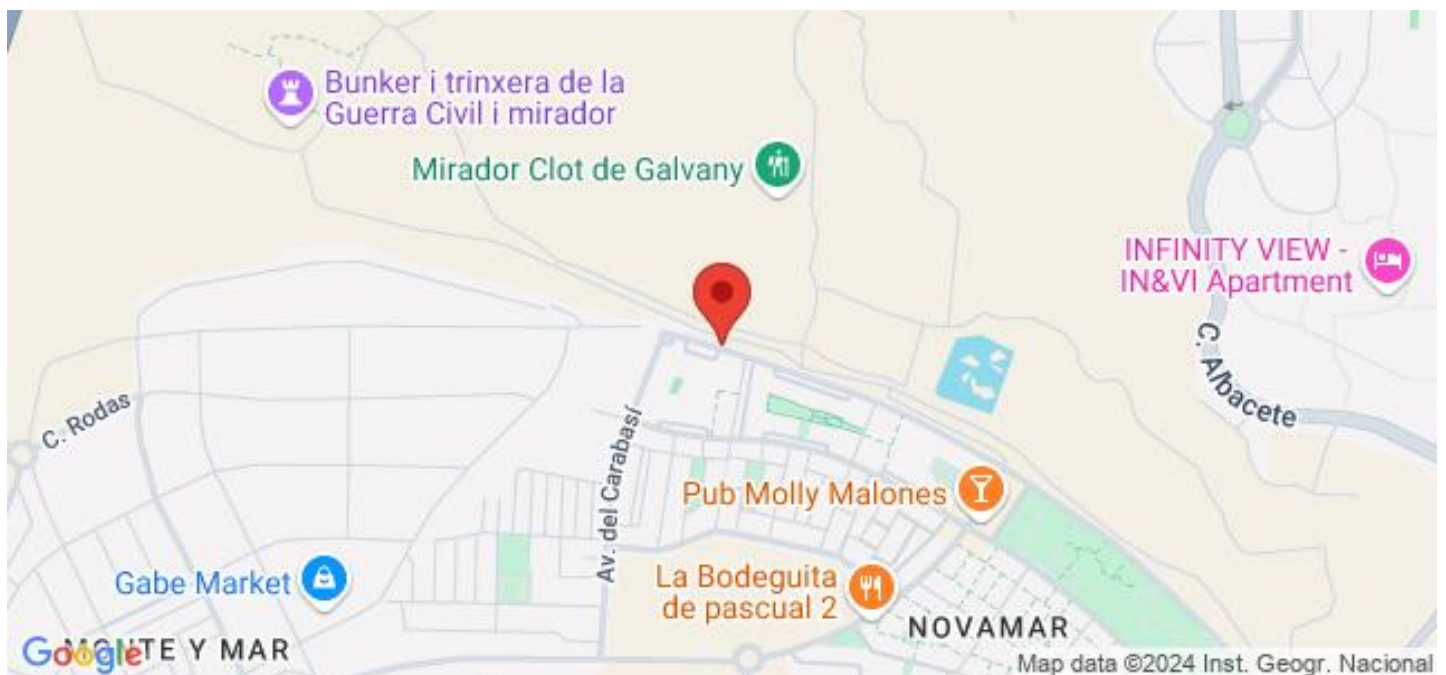 Bunker i trinxera de la
Guerra Civil i mirador
Mirador Clot de Galvany
INFINITY VIEW -
IN&VI Apartment
C. Albacete
C. Rodas
Av. del Carabasí
Pub Molly Malones
Gabe Market
La Bodeguita
de pascual 2
NOVAMAR
MONTE Y MAR
Google
Map data ©2024 Inst. Geogr. Nacional